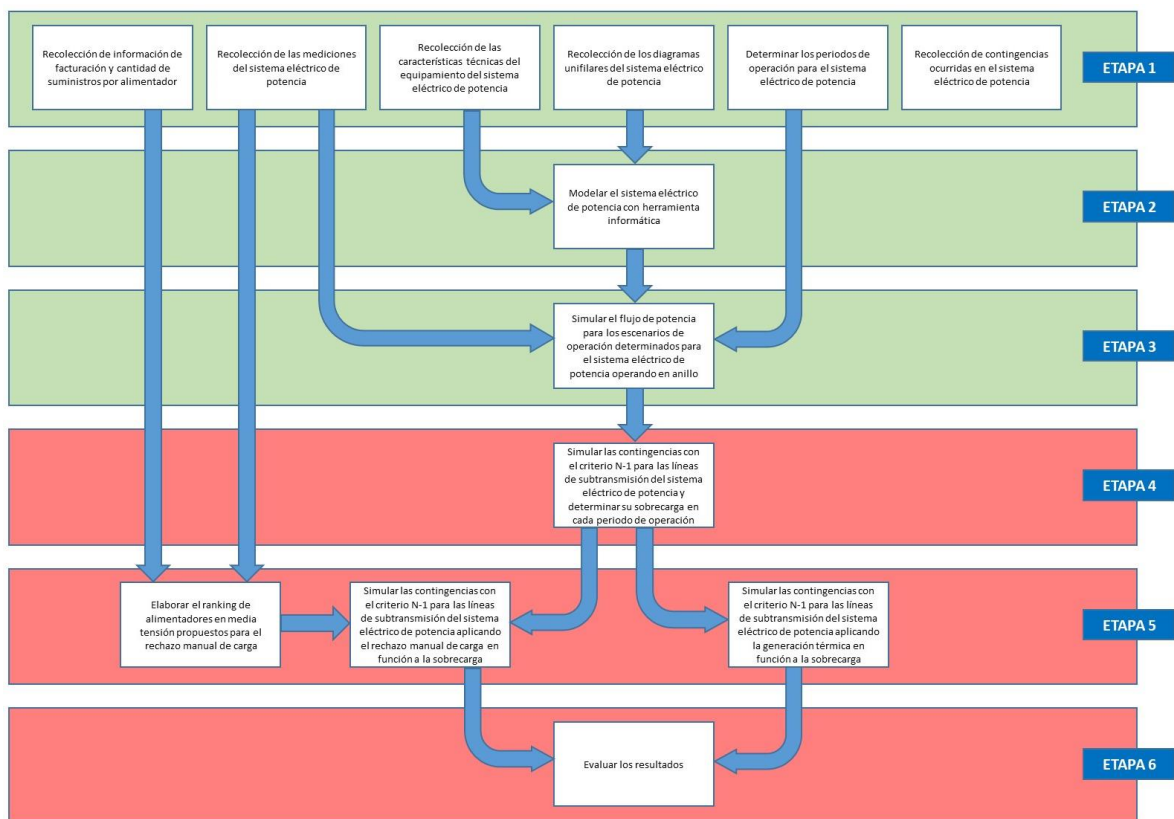 Recolección de información de
facturación y cantidad de
suministros por alimentador
Recolección de las mediciones
del sistema eléctrico de
potencia
Recolección de las
características técnicas del
equipamiento del sistema
eléctrico de potencia
Recolección de los diagramas
unifilares del sistema eléctrico
de potencia
Determinar los periodos de
operación para el sistema
eléctrico de potencia
Recolección de contingencias
ocurridas en el sistema
eléctrico de potencia
ETAPA 1
Modelar el sistema eléctrico
de potencia con herramienta
informática
ETAPA 2
Simular el flujo de potencia
para los escenarios de
operación determinados para
el sistema eléctrico de
potencia operando en anillo
ETAPA 3
Simular las contingencias con
el criterio N-1 para las líneas
de subtransmisión del sistema
eléctrico de potencia y
determinar su sobrecarga en
cada periodo de operación
ETAPA 4
Elaborar el ranking de
alimentadores en media
tensión propuestos para el
rechazo manual de carga
Simular las contingencias con
el criterio N-1 para las líneas
de subtransmisión del sistema
eléctrico de potencia aplicando
el rechazo manual de carga en
función a la sobrecarga
Simular las contingencias con
el criterio N-1 para las líneas
de subtransmisión del sistema
eléctrico de potencia aplicando
la generación térmica en
función a la sobrecarga
ETAPA 5
Evaluar los resultados
ETAPA 6